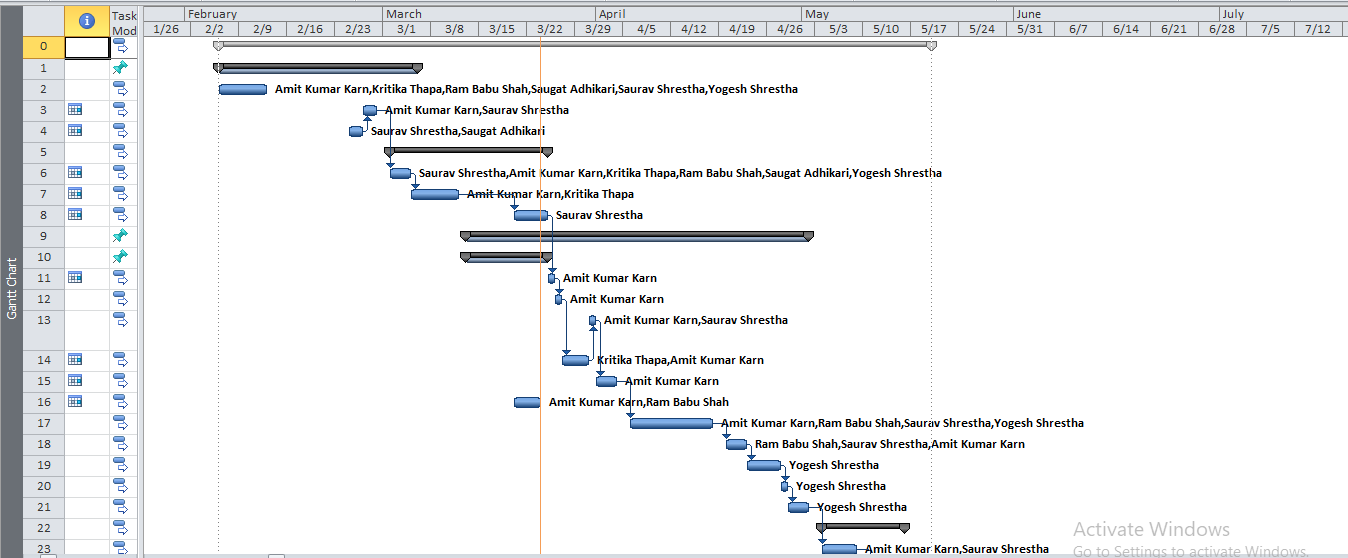 Task
Mod
February March April May June July
1/26 2/2 2/9 2/16 2/23 3/1 3/8 3/15 3/22 3/29 4/5 4/12 4/19 4/26 5/3 5/10 5/17 5/24 5/31 6/7 6/14 6/21 6/28 7/5 7/12
0
1
2 Amit Kumar Karn,Kritika Thapa,Ram Babu Shah,Saugat Adhikari,Saurav Shrestha,Yogesh Shrestha
3 Amit Kumar Karn,Saurav Shrestha
4 Saurav Shrestha,Saugat Adhikari
5
6 Saurav Shrestha,Amit Kumar Karn,Kritika Thapa,Ram Babu Shah,Saugat Adhikari,Yogesh Shrestha
7 Amit Kumar Karn,Kritika Thapa
8 Saurav Shrestha
9
10
11 Amit Kumar Karn
12 Amit Kumar Karn
13 Amit Kumar Karn,Saurav Shrestha
14 Kritika Thapa,Amit Kumar Karn
15 Amit Kumar Karn
16 Amit Kumar Karn,Ram Babu Shah
17 Amit Kumar Karn,Ram Babu Shah,Saurav Shrestha,Yogesh Shrestha
18 Ram Babu Shah,Saurav Shrestha,Amit Kumar Karn
19 Yogesh Shrestha
20 Yogesh Shrestha
21 Yogesh Shrestha
22
23 Amit Kumar Karn,Saurav Shrestha
Gantt Chart
Activate Windows
Go to Settings to activate Windows.